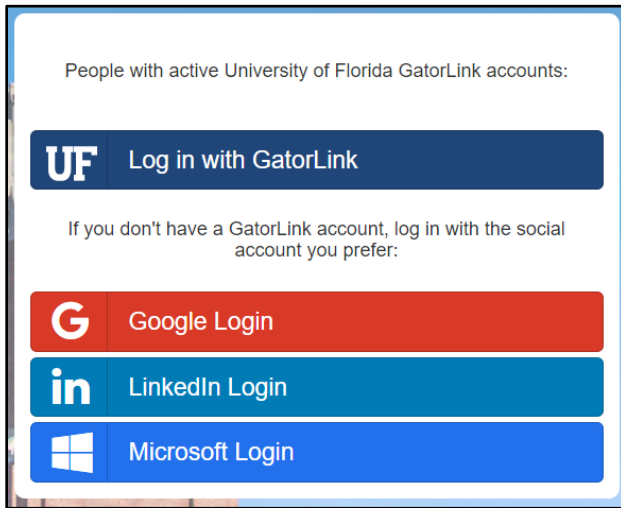 People with active University of Florida GatorLink accounts:
UF Log in with GatorLink
If you don't have a GatorLink account, log in with the social
account you prefer:
G Google Login
in LinkedIn Login
Microsoft Login